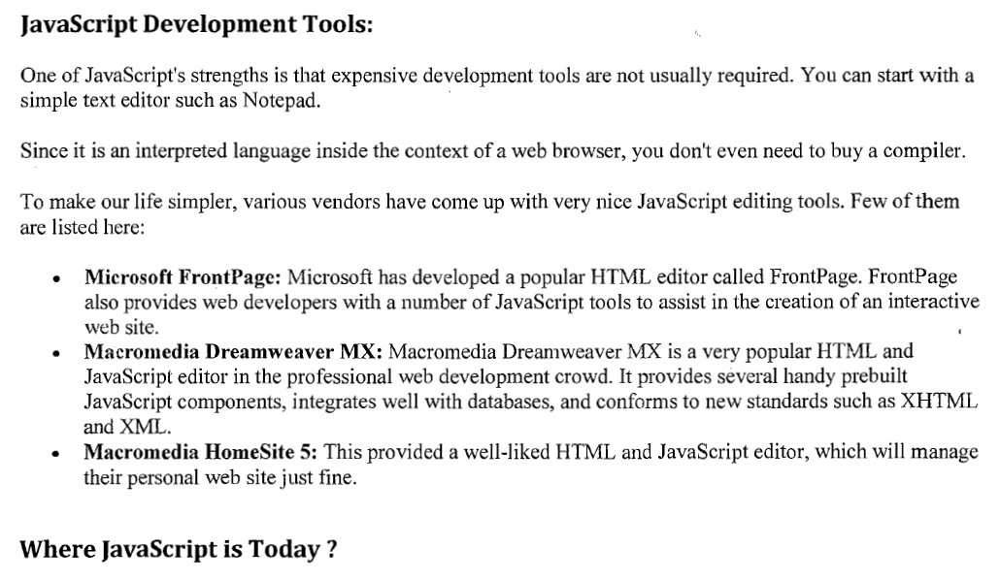 JavaScript Development Tools:
One of JavaScript's strengths is that expensive development tools are not usually required. You can start with a
simple text editor such as Notepad.
Since it is an interpreted language inside the context of a web browser, you don't even need to buy a compiler.
To make our life simpler, various vendors have come up with very nice JavaScript editing tools. Few of them
are listed here:
• Microsoft FrontPage: Microsoft has developed a popular HTML editor called FrontPage. FrontPage
also provides web developers with a number of JavaScript tools to assist in the creation of an interactive
web site.
• Macromedia Dreamweaver MX: Macromedia Dreamweaver MX is a very popular HTML and
JavaScript editor in the professional web development crowd. It provides several handy prebuilt
JavaScript components, integrates well with databases, and conforms to new standards such as XHTML
and XML.
• Macromedia HomeSite 5: This provided a well-liked HTML and JavaScript editor, which will manage
their personal web site just fine.
Where JavaScript is Today ?